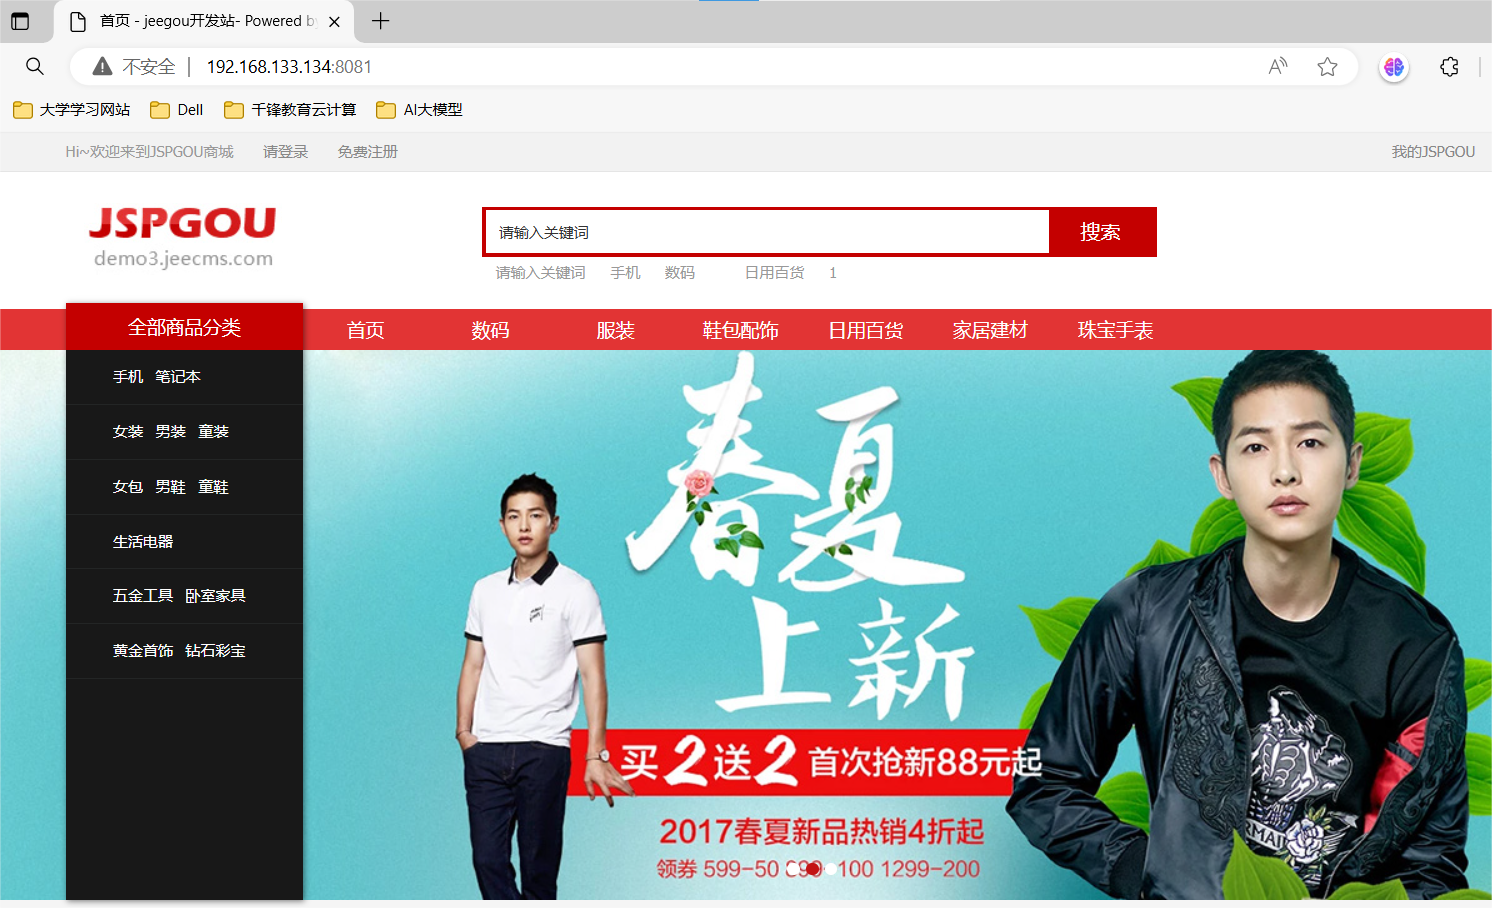 首页 - jeegou开发站- Powered by
不安全 192.168.133.134:8081
大学学习网站 Dell 千锋教育云计算 AI大模型
Hi~欢迎来到JSPGOU商城 请登录 免费注册 我的JSPGOU
JSPGOU
demo3.jeecms.com
请输入关键词 搜索
请输入关键词 手机 数码 日用百货 1
全部商品分类 首页 数码 服装 鞋包配饰 日用百货 家居建材 珠宝手表
手机 笔记本
女装 男装 童装
女包 男鞋 童鞋
生活电器
五金工具 卧室家具
黄金首饰 钻石彩宝
春夏
上新
买2送2 首次抢新88元起
2017春夏新品热销4折起
领券 599-50 899-100 1299-200